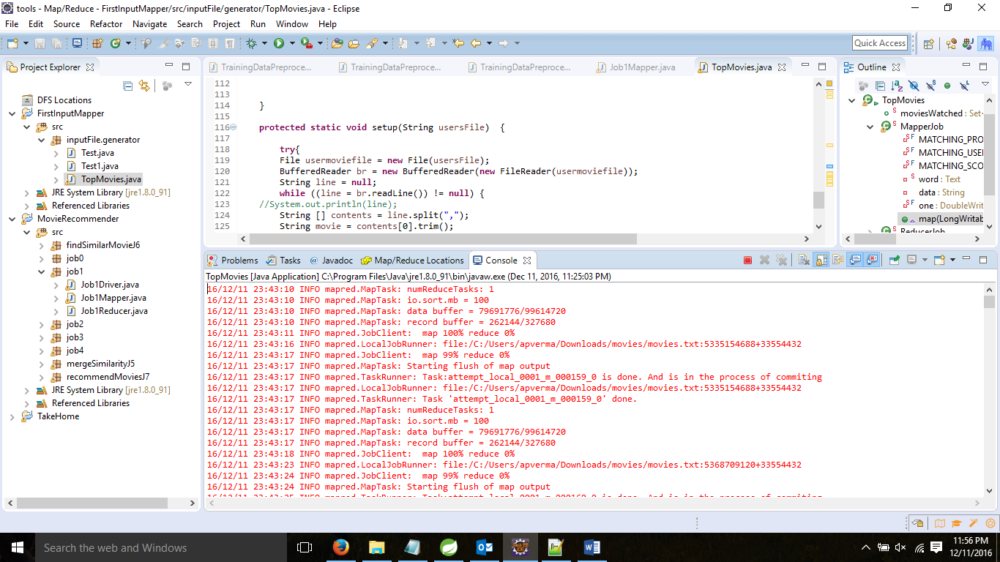 tools - Map/Reduce - FirstInputMapper/src/inputFile/generator/TopMovies.java - Eclipse
File Edit Source Refactor Navigate Search Project Run Window Help
Quick Access
Project Explorer
DFS Locations
FirstInputMapper
src
inputFile.generator
Test.java
Test1.java
TopMovies.java
JRE System Library [jre1.8.0_91]
Referenced Libraries
MovieRecommender
src
findSimilarMovieJ6
job0
job1
Job1Driver.java
Job1Mapper.java
Job1Reducer.java
job2
job3
job4
mergeSimilarityJ5
recommendMoviesJ7
JRE System Library [jre1.8.0_91]
Referenced Libraries
TakeHome
TrainingDataPreproce... TrainingDataPreproce... TrainingDataPreproce... Job1Mapper.java TopMovies.java
112
113
114 }
115
116 protected static void setup(String usersFile) {
117
118 try{
119 File usermoviefile = new File(usersFile);
120 BufferedReader br = new BufferedReader(new FileReader(usermoviefile));
121 String line = null;
122 while ((line = br.readLine()) != null) {
123 //System.out.println(line);
124 String [] contents = line.split(",");
125 String movie = contents[0].trim();
Outline
TopMovies
moviesWatched : Set
MapperJob
MATCHING_PRO
MATCHING_USE
MATCHING_SCO
word : Text
data : String
one : DoubleWrit
map(LongWritab
ReducerJob
Problems Tasks Javadoc Map/Reduce Locations Console
TopMovies [Java Application] C:\Program Files\Java\jre1.8.0_91\bin\javaw.exe (Dec 11, 2016, 11:25:03 PM)
16/12/11 23:43:10 INFO mapred.MapTask: numReduceTasks: 1
16/12/11 23:43:10 INFO mapred.MapTask: io.sort.mb = 100
16/12/11 23:43:10 INFO mapred.MapTask: data buffer = 79691776/99614720
16/12/11 23:43:10 INFO mapred.MapTask: record buffer = 262144/327680
16/12/11 23:43:11 INFO mapred.JobClient:  map 100% reduce 0%
16/12/11 23:43:16 INFO mapred.LocalJobRunner: file:/C:/Users/apverma/Downloads/movies/movies.txt:5335154688+33554432
16/12/11 23:43:17 INFO mapred.JobClient:  map 99% reduce 0%
16/12/11 23:43:17 INFO mapred.MapTask: Starting flush of map output
16/12/11 23:43:17 INFO mapred.TaskRunner: Task:attempt_local_0001_m_000159_0 is done. And is in the process of commiting
16/12/11 23:43:17 INFO mapred.LocalJobRunner: file:/C:/Users/apverma/Downloads/movies/movies.txt:5335154688+33554432
16/12/11 23:43:17 INFO mapred.TaskRunner: Task 'attempt_local_0001_m_000159_0' done.
16/12/11 23:43:17 INFO mapred.MapTask: numReduceTasks: 1
16/12/11 23:43:17 INFO mapred.MapTask: io.sort.mb = 100
16/12/11 23:43:17 INFO mapred.MapTask: data buffer = 79691776/99614720
16/12/11 23:43:17 INFO mapred.MapTask: record buffer = 262144/327680
16/12/11 23:43:18 INFO mapred.JobClient:  map 100% reduce 0%
16/12/11 23:43:23 INFO mapred.LocalJobRunner: file:/C:/Users/apverma/Downloads/movies/movies.txt:5368709120+33554432
16/12/11 23:43:24 INFO mapred.JobClient:  map 99% reduce 0%
16/12/11 23:43:24 INFO mapred.MapTask: Starting flush of map output
16/12/11 23:43:25 INFO mapred.TaskRunner: Task:attempt_local_0001_m_000160_0 is done. And is in the process of commiting
Search the web and Windows
11:56 PM
12/11/2016